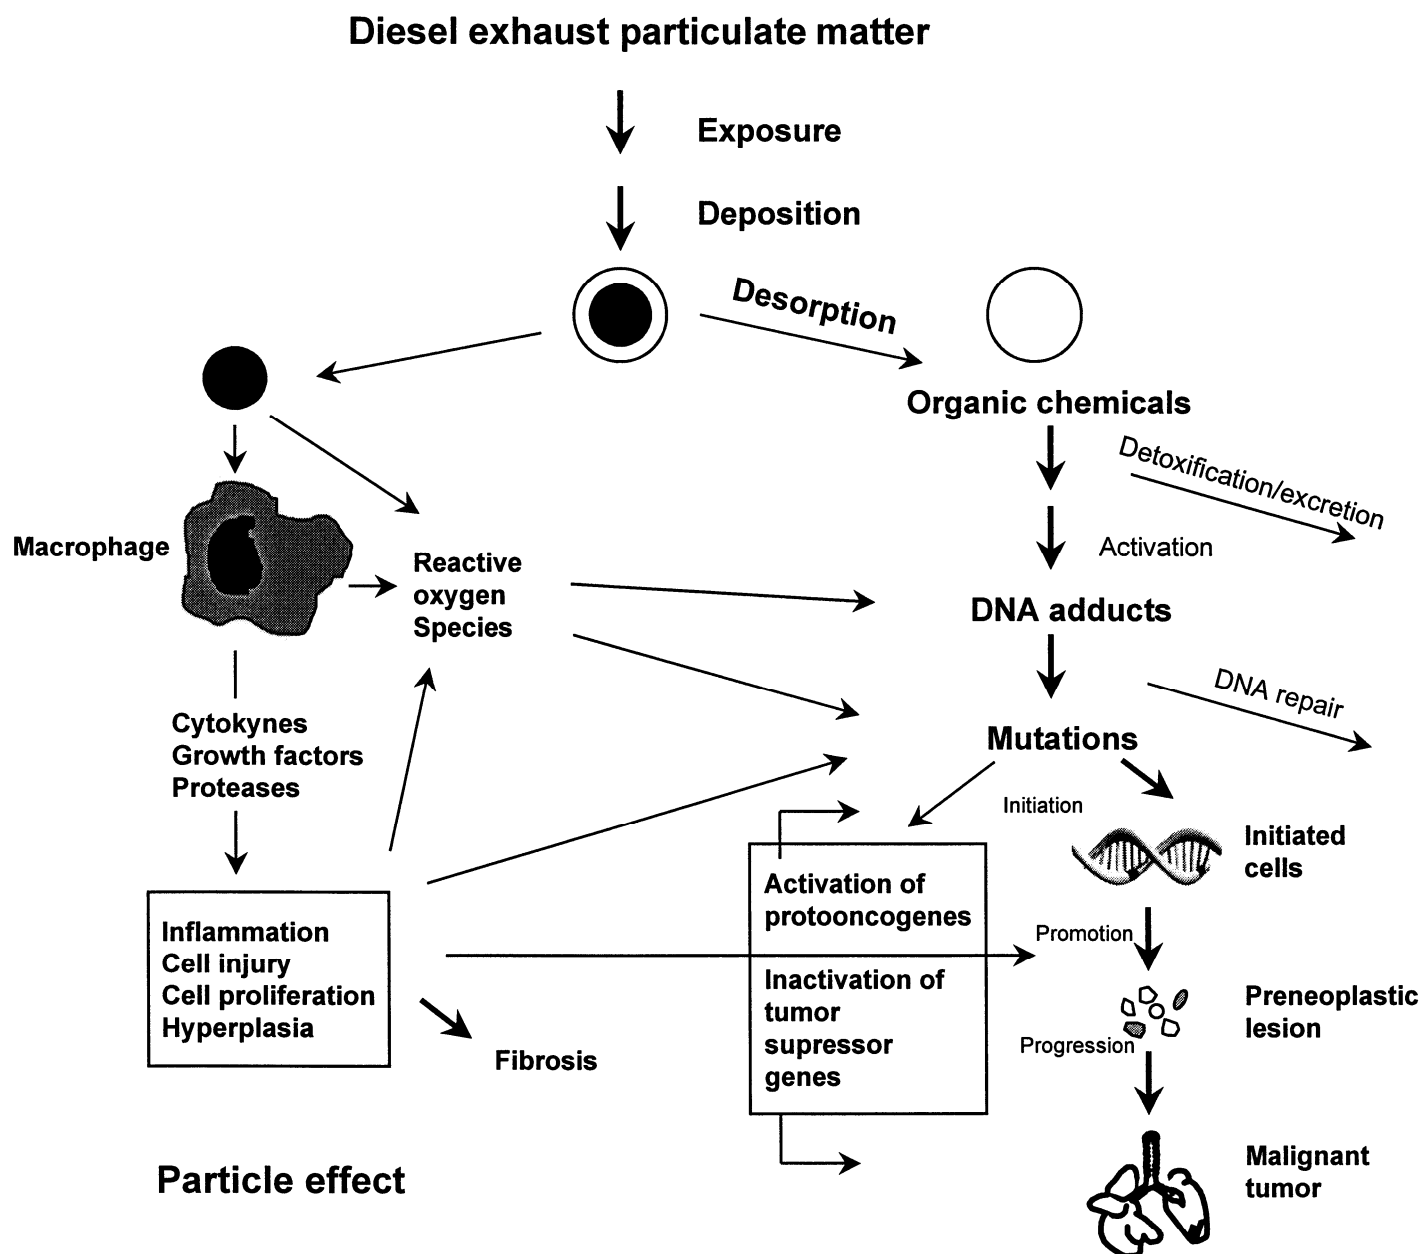 Diesel exhaust particulate matter
Exposure
Deposition
Desorption
Organic chemicals
Detoxification/excretion
Activation
Macrophage
Reactive
oxygen
Species
DNA adducts
DNA repair
Cytokynes
Growth factors
Proteases
Mutations
Initiation
Initiated
cells
Activation of
protooncogenes
Inactivation of
tumor
supressor
genes
Promotion
Inflammation
Cell injury
Cell proliferation
Hyperplasia
Fibrosis
Preneoplastic
lesion
Progression
Malignant
tumor
Particle effect